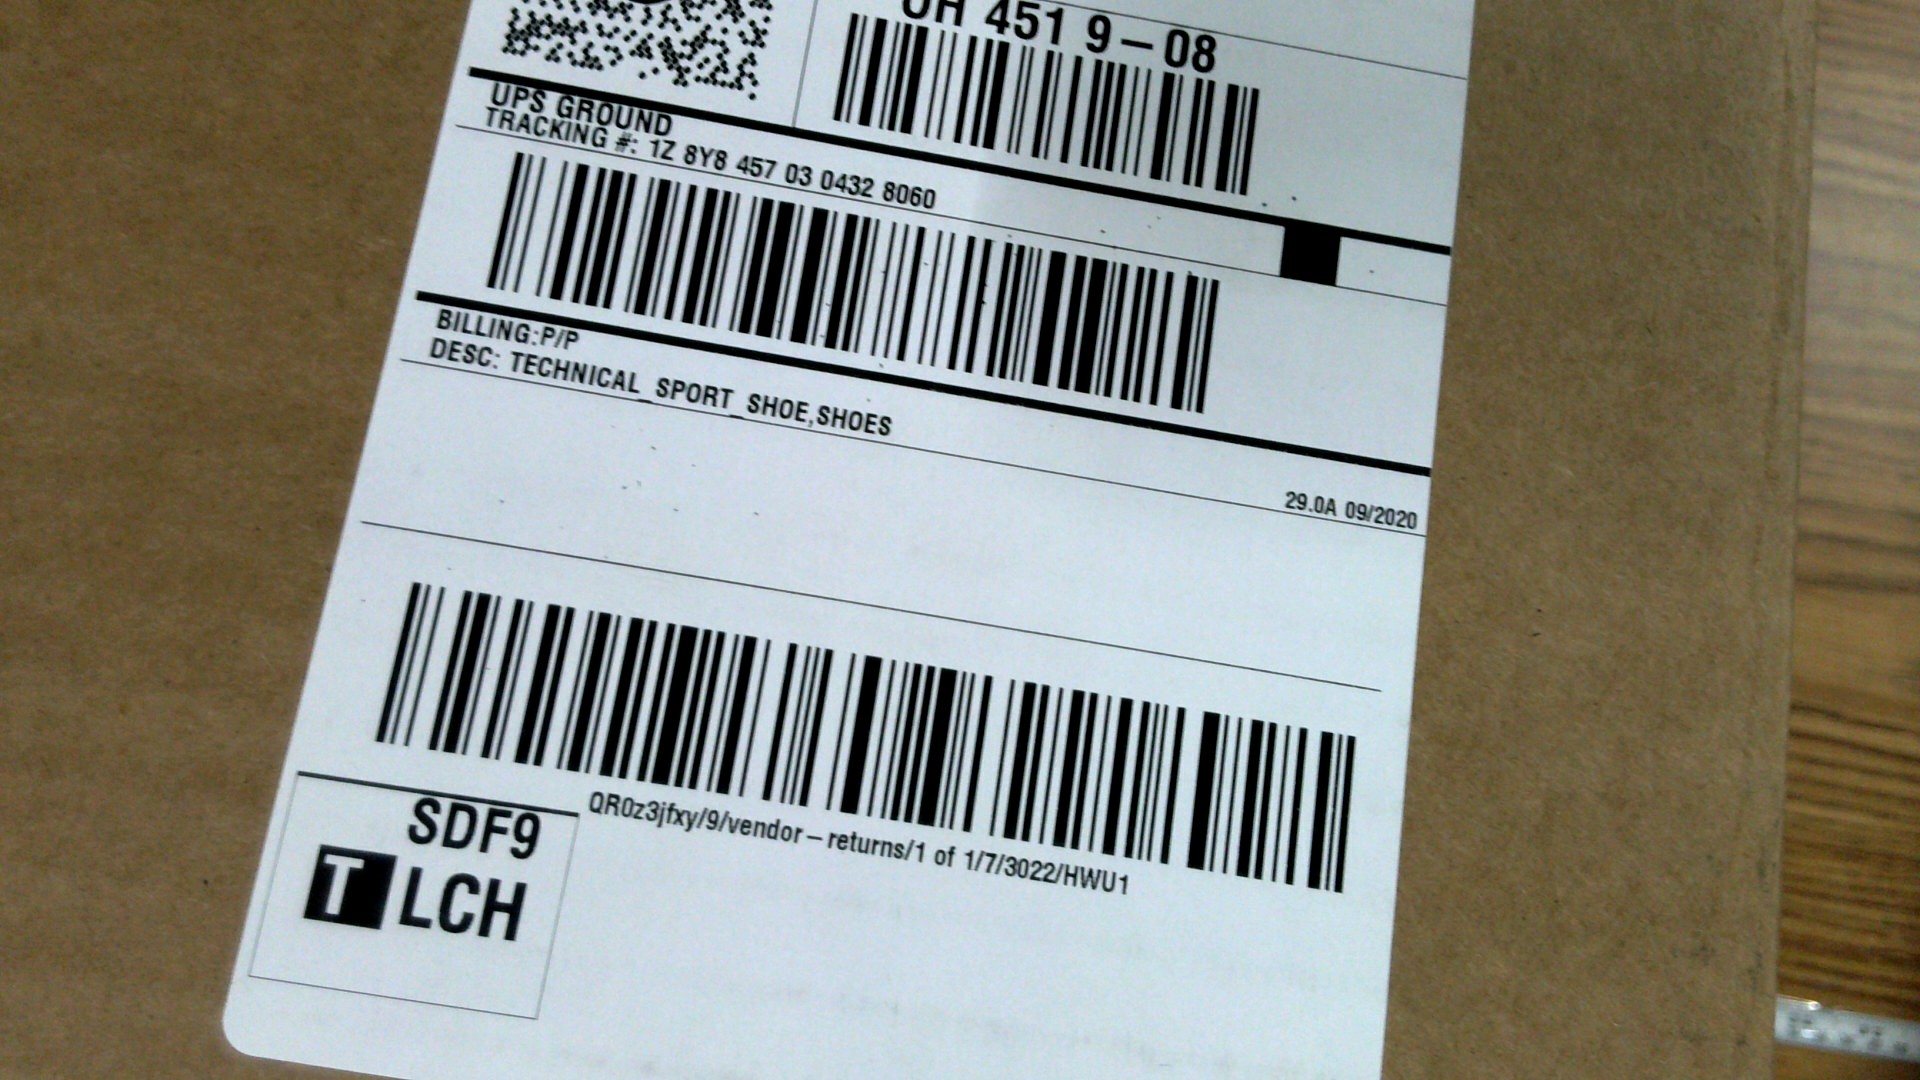 OH 451 9-08
UPS GROUND
TRACKING #: 1Z 8Y8 457 03 0432 8060
BILLING:P/P
DESC: TECHNICAL_SPORT_SHOE,SHOES
29.0A 09/2020
QR0z3jfxy/9/vendor-returns/1 of 1/7/3022/HWU1
SDF9
T LCH